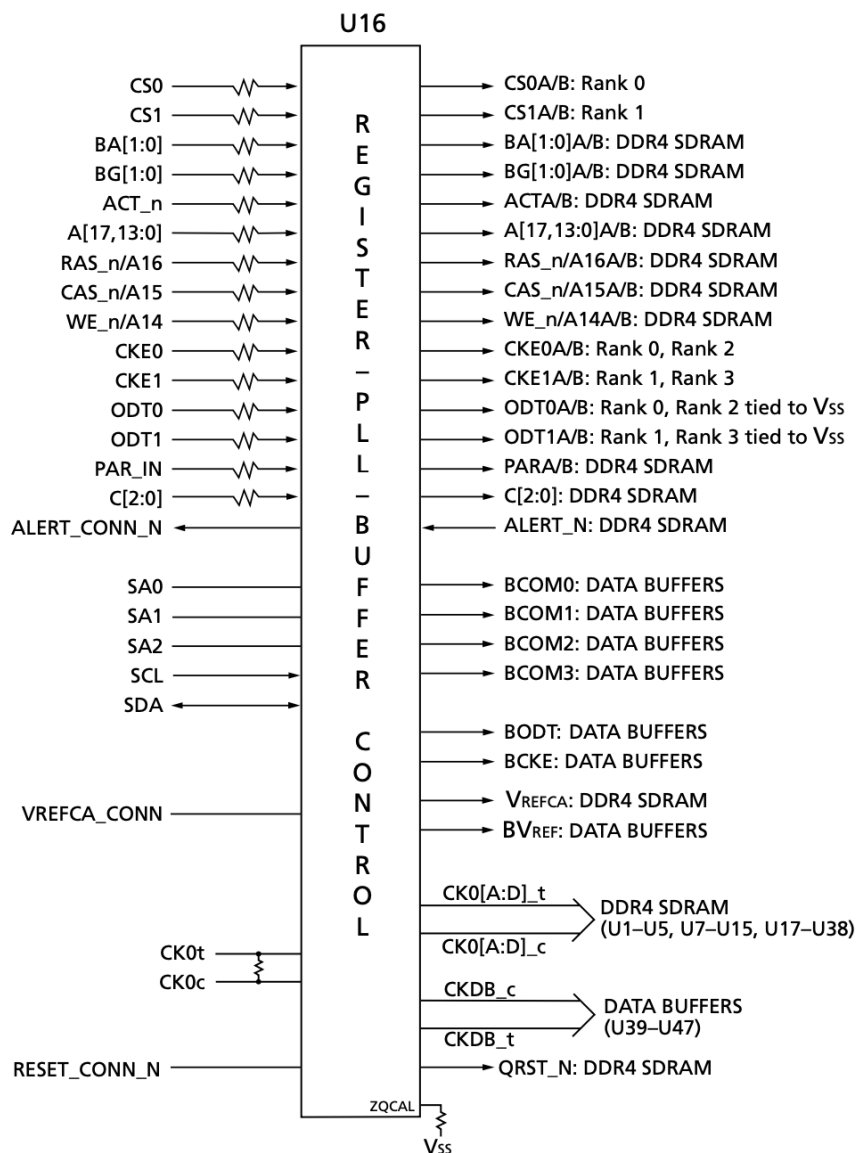 U16
CS0
CS1
BA[1:0]
BG[1:0]
ACT_n
A[17,13:0]
RAS_n/A16
CAS_n/A15
WE_n/A14
CKE0
CKE1
ODT0
ODT1
PAR_IN
C[2:0]
ALERT_CONN_N
SA0
SA1
SA2
SCL
SDA
VREFCA_CONN
CK0t
CK0c
RESET_CONN_N
REGISTER–PLL–BUFFER CONTROL
CS0A/B: Rank 0
CS1A/B: Rank 1
BA[1:0]A/B: DDR4 SDRAM
BG[1:0]A/B: DDR4 SDRAM
ACTA/B: DDR4 SDRAM
A[17,13:0]A/B: DDR4 SDRAM
RAS_n/A16A/B: DDR4 SDRAM
CAS_n/A15A/B: DDR4 SDRAM
WE_n/A14A/B: DDR4 SDRAM
CKE0A/B: Rank 0, Rank 2
CKE1A/B: Rank 1, Rank 3
ODT0A/B: Rank 0, Rank 2 tied to VSS
ODT1A/B: Rank 1, Rank 3 tied to VSS
PARA/B: DDR4 SDRAM
C[2:0]: DDR4 SDRAM
ALERT_N: DDR4 SDRAM
BCOM0: DATA BUFFERS
BCOM1: DATA BUFFERS
BCOM2: DATA BUFFERS
BCOM3: DATA BUFFERS
BODT: DATA BUFFERS
BCKE: DATA BUFFERS
VREFCA: DDR4 SDRAM
BVREF: DATA BUFFERS
CK0[A:D]_t
DDR4 SDRAM
(U1–U5, U7–U15, U17–U38)
CK0[A:D]_c
CKDB_c
DATA BUFFERS
(U39–U47)
CKDB_t
QRST_N: DDR4 SDRAM
ZQCAL
VSS